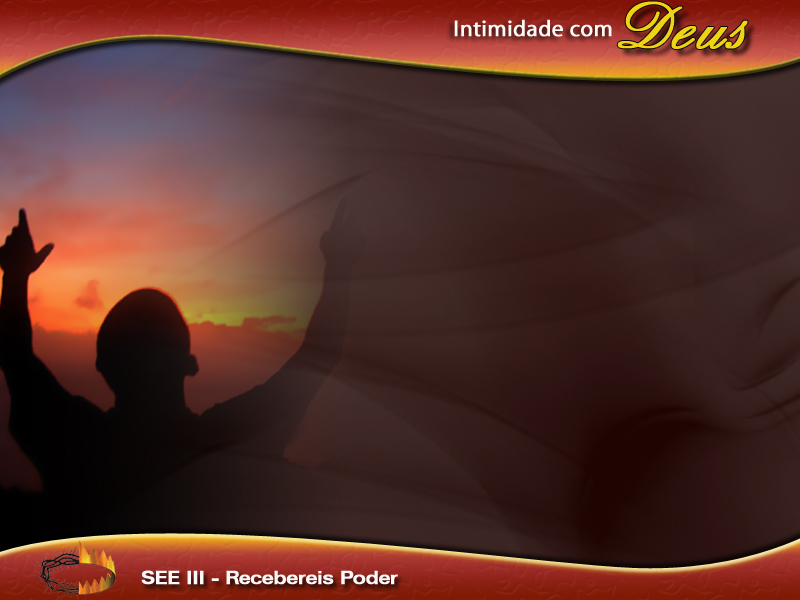 Intimidade com Deus
SEE III - Recebereis Poder